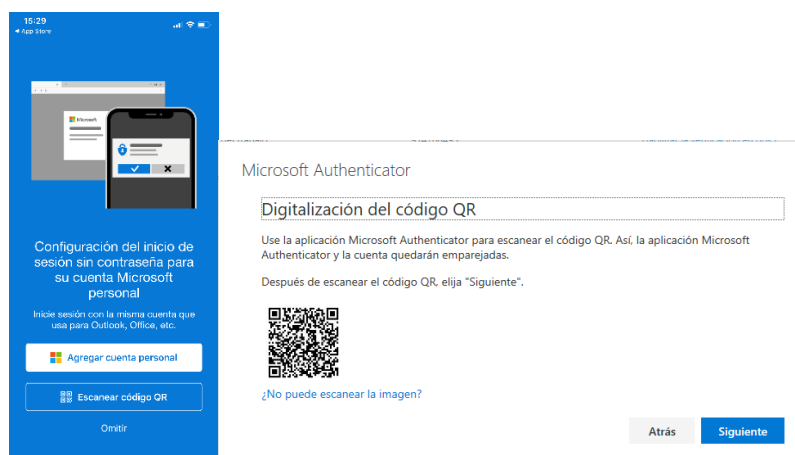 15:29
App Store
Microsoft
Configuración del inicio de
sesión sin contraseña para
su cuenta Microsoft
personal
Inicie sesión con la misma cuenta que
usa para Outlook, Office, etc.
Agregar cuenta personal
Escanear código QR
Omitir
Microsoft Authenticator
Digitalización del código QR
Use la aplicación Microsoft Authenticator para escanear el código QR. Así, la aplicación Microsoft
Authenticator y la cuenta quedarán emparejadas.
Después de escanear el código QR, elija "Siguiente".
¿No puede escanear la imagen?
Atrás
Siguiente